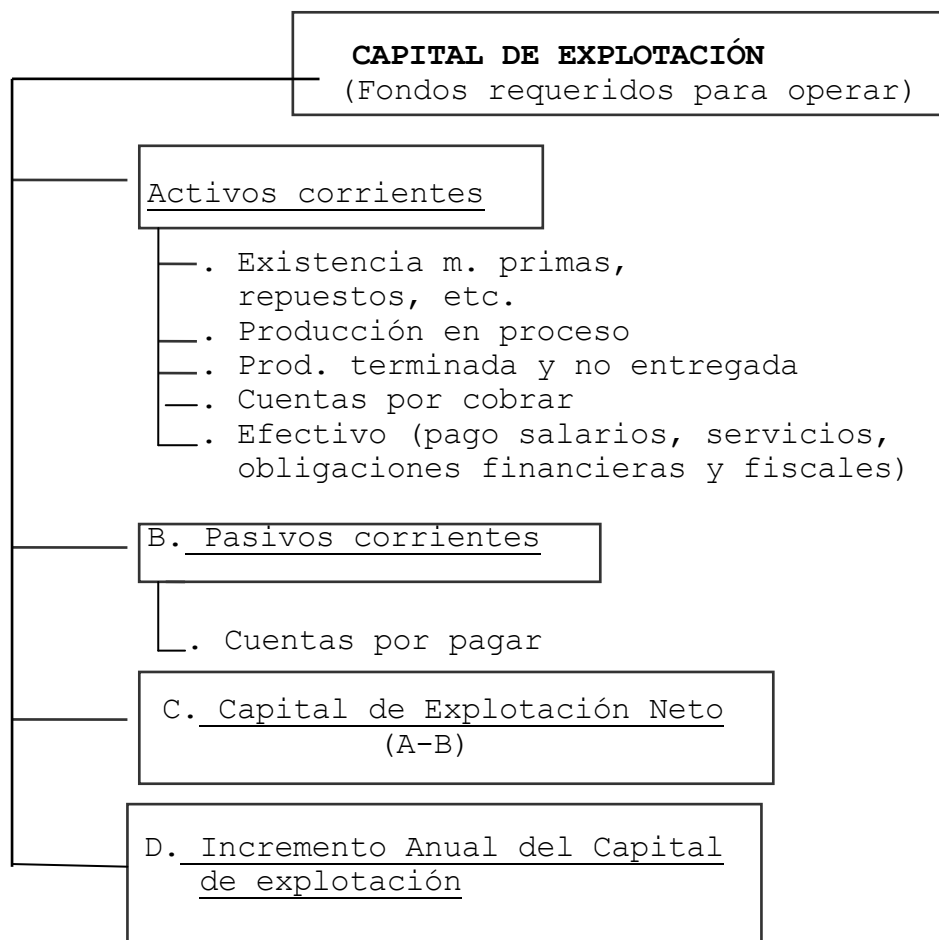 CAPITAL DE EXPLOTACIÓN
(Fondos requeridos para operar)
Activos corrientes
. Existencia m. primas,
repuestos, etc.
. Producción en proceso
. Prod. terminada y no entregada
. Cuentas por cobrar
. Efectivo (pago salarios, servicios,
obligaciones financieras y fiscales)
B. Pasivos corrientes
. Cuentas por pagar
C. Capital de Explotación Neto
(A-B)
D. Incremento Anual del Capital
de explotación